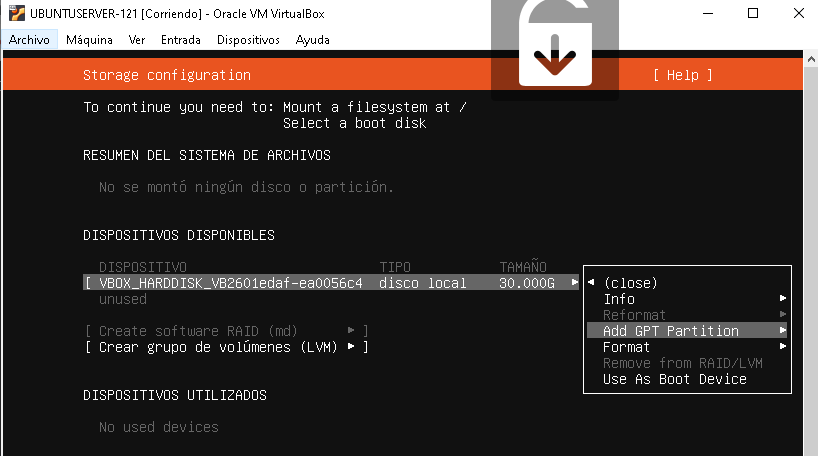 UBUNTUSERVER-121 [Corriendo] - Oracle VM VirtualBox
Archivo Máquina Ver Entrada Dispositivos Ayuda
Storage configuration [ Help ]
To continue you need to: Mount a filesystem at /
Select a boot disk
RESUMEN DEL SISTEMA DE ARCHIVOS
No se montó ningún disco o partición.
DISPOSITIVOS DISPONIBLES
DISPOSITIVO TIPO TAMAÑO
[ VBOX_HARDDISK_VB2601edaf-ea0056c4 disco local 30.000G ▸
unused
[ Create software RAID (md) ▸ ]
[ Crear grupo de volúmenes (LVM) ▸ ]
◂ (close)
Info ▸
Reformat ▸
Add GPT Partition ▸
Format ▸
Remove from RAID/LVM
Use As Boot Device
DISPOSITIVOS UTILIZADOS
No used devices